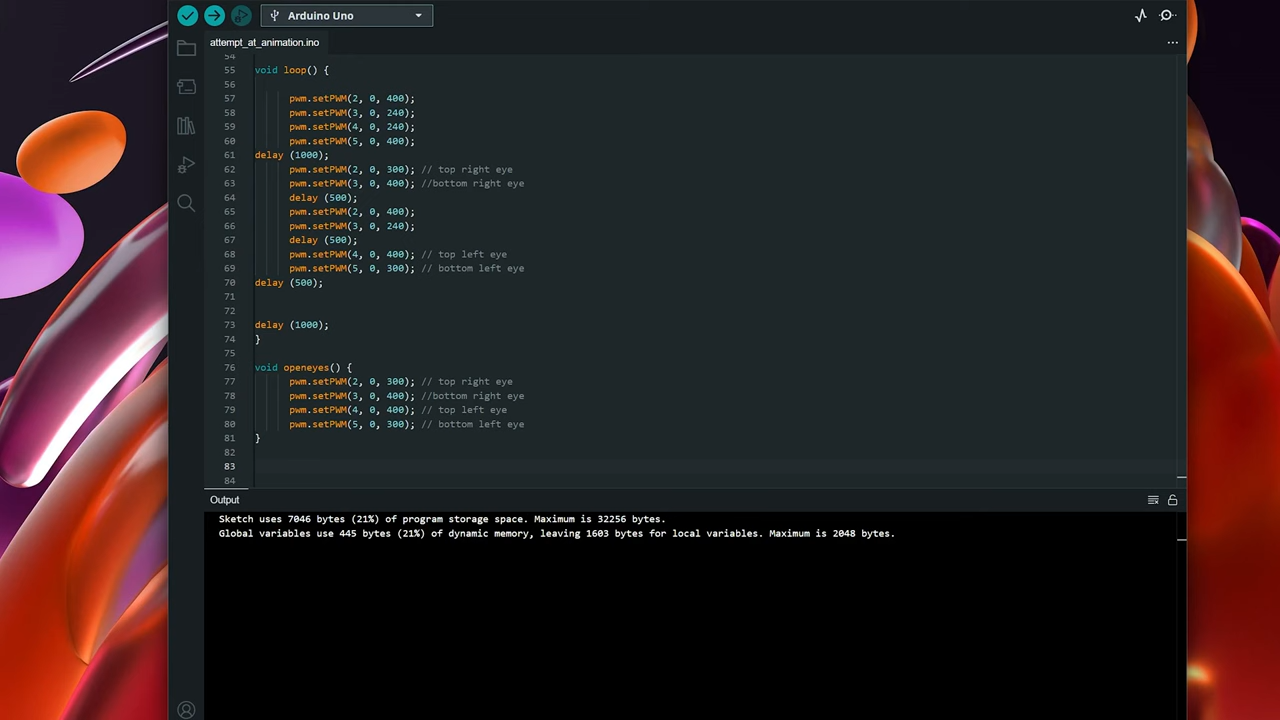 Arduino Uno
attempt_at_animation.ino
54
55 void loop() {
56
57 pwm.setPWM(2, 0, 400);
58 pwm.setPWM(3, 0, 240);
59 pwm.setPWM(4, 0, 240);
60 pwm.setPWM(5, 0, 400);
61 delay (1000);
62 pwm.setPWM(2, 0, 300); // top right eye
63 pwm.setPWM(3, 0, 400); //bottom right eye
64 delay (500);
65 pwm.setPWM(2, 0, 400);
66 pwm.setPWM(3, 0, 240);
67 delay (500);
68 pwm.setPWM(4, 0, 400); // top left eye
69 pwm.setPWM(5, 0, 300); // bottom left eye
70 delay (500);
71
72
73 delay (1000);
74 }
75
76 void openeyes() {
77 pwm.setPWM(2, 0, 300); // top right eye
78 pwm.setPWM(3, 0, 400); //bottom right eye
79 pwm.setPWM(4, 0, 400); // top left eye
80 pwm.setPWM(5, 0, 300); // bottom left eye
81 }
82
83
84
Output
Sketch uses 7046 bytes (21%) of program storage space. Maximum is 32256 bytes.
Global variables use 445 bytes (21%) of dynamic memory, leaving 1603 bytes for local variables. Maximum is 2048 bytes.